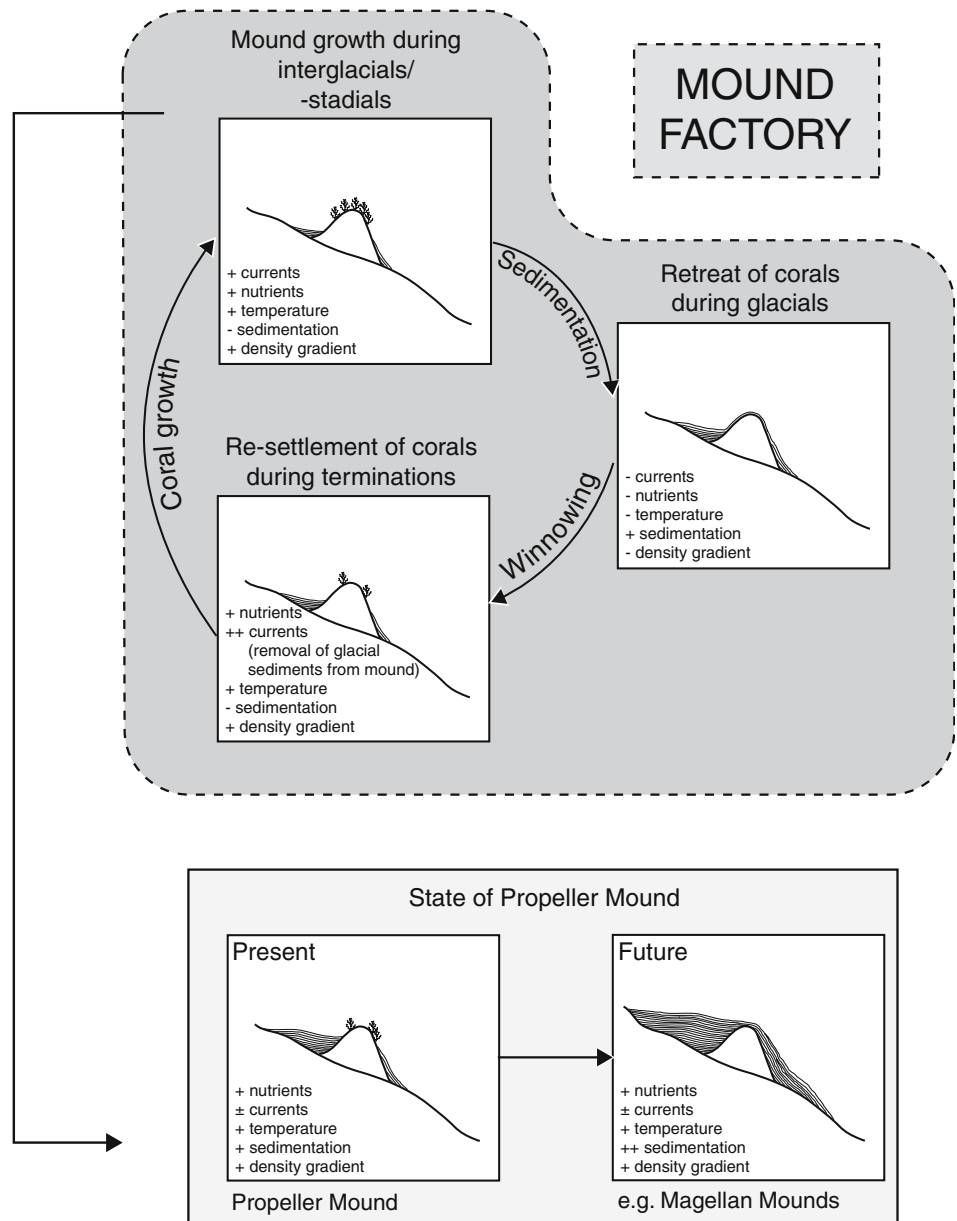 Mound growth during
interglacials/
-stadials
MOUND
FACTORY
+ currents
+ nutrients
+ temperature
- sedimentation
+ density gradient
Sedimentation
Retreat of corals
during glacials
- currents
- nutrients
- temperature
+ sedimentation
- density gradient
Winnowing
Re-settlement of corals
during terminations
+ nutrients
++ currents
(removal of glacial
sediments from mound)
+ temperature
- sedimentation
+ density gradient
Coral growth
State of Propeller Mound
Present
+ nutrients
± currents
+ temperature
+ sedimentation
+ density gradient
Propeller Mound
Future
+ nutrients
± currents
+ temperature
++ sedimentation
+ density gradient
e.g. Magellan Mounds